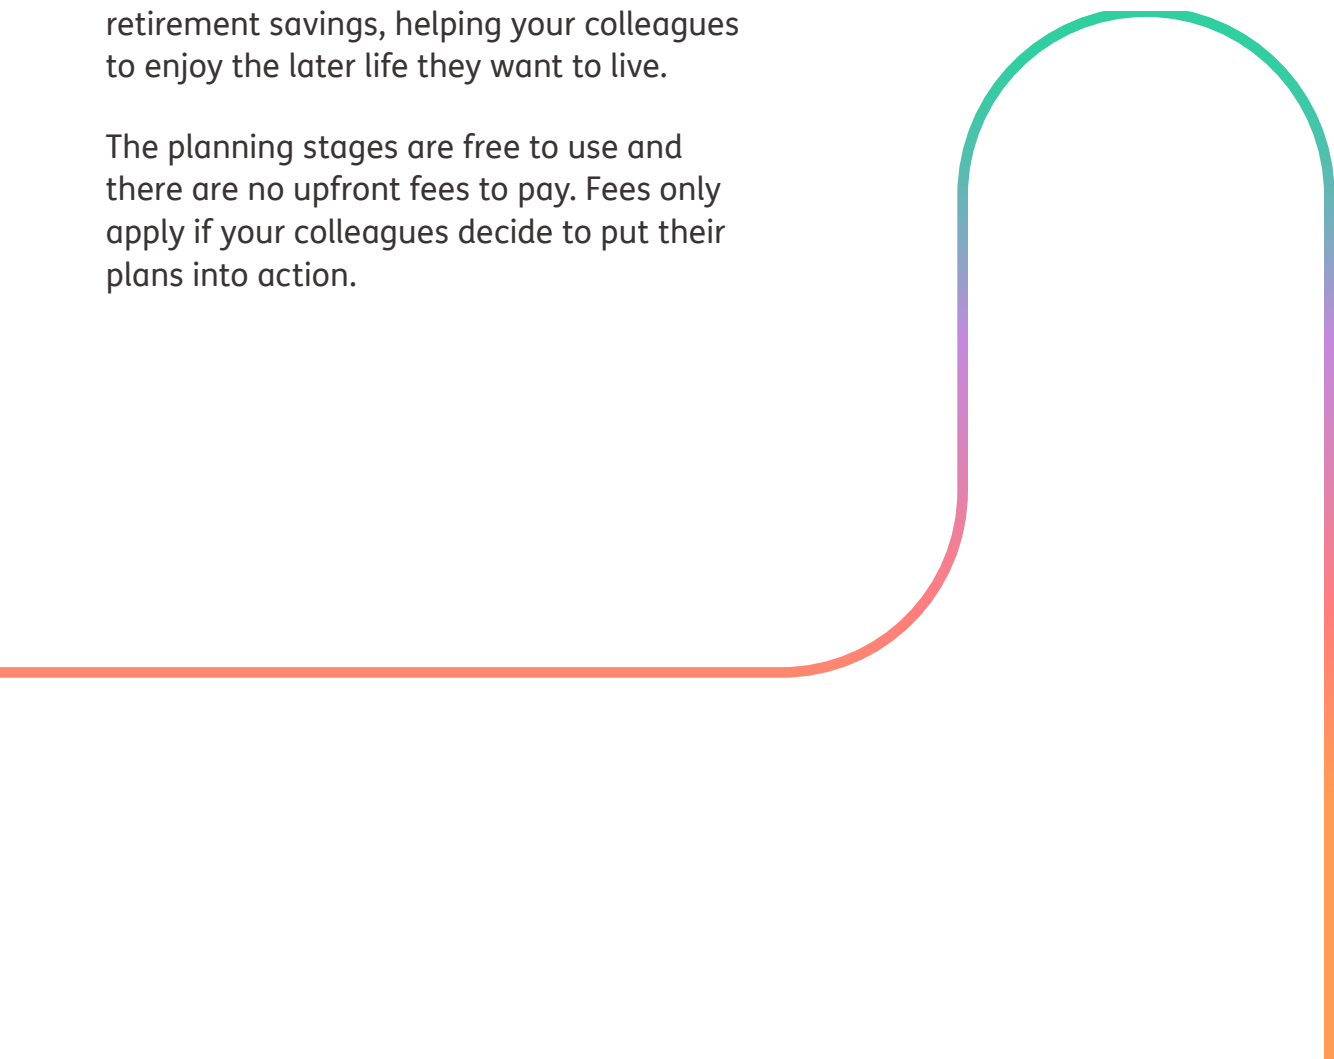 retirement savings, helping your colleagues
to enjoy the later life they want to live.
The planning stages are free to use and
there are no upfront fees to pay. Fees only
apply if your colleagues decide to put their
plans into action.